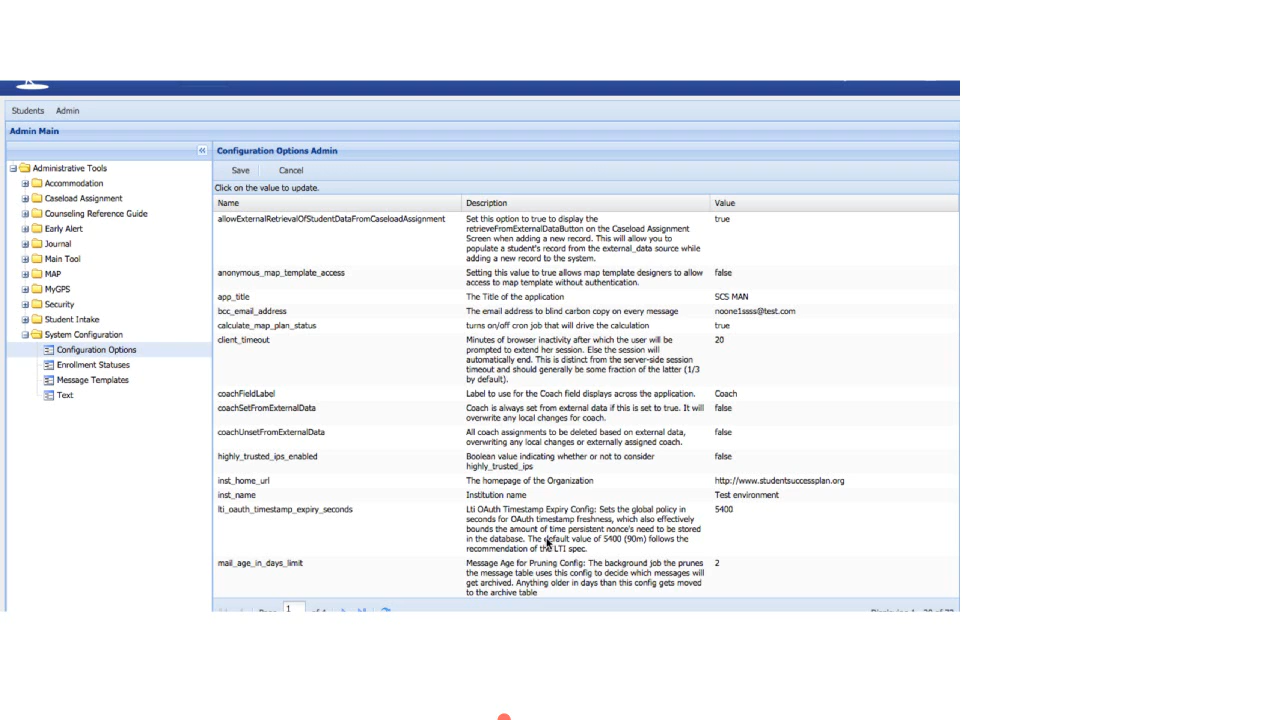 Students Admin
Admin Main
Administrative Tools
Accommodation
Caseload Assignment
Counseling Reference Guide
Early Alert
Journal
Main Tool
MAP
MyGPS
Security
Student Intake
System Configuration
Configuration Options
Enrollment Statuses
Message Templates
Text
Configuration Options Admin
Save Cancel
Click on the value to update.
Name Description Value
allowExternalRetrievalOfStudentDataFromCaseloadAssignment Set this option to true to display the true
retrieveFromExternalDataButton on the Caseload Assignment
Screen when adding a new record. This will allow you to
populate a student's record from the external_data source while
adding a new record to the system.
anonymous_map_template_access Setting this value to true allows map template designers to allow false
access to map template without authentication.
app_title The Title of the application SCS MAN
bcc_email_address The email address to blind carbon copy on every message noone1ssss@test.com
calculate_map_plan_status turns on/off cron job that will drive the calculation true
client_timeout Minutes of browser inactivity after which the user will be 20
prompted to extend her session. Else the session will
automatically end. This is distinct from the server-side session
timeout and should generally be some fraction of the latter (1/3
by default).
coachFieldLabel Label to use for the Coach field displays across the application. Coach
coachSetFromExternalData Coach is always set from external data if this is set to true. It will false
overwrite any local changes for coach.
coachUnsetFromExternalData All coach assignments to be deleted based on external data, false
overwriting any local changes or externally assigned coach.
highly_trusted_ips_enabled Boolean value indicating whether or not to consider false
highly_trusted_ips
inst_home_url The homepage of the Organization http://www.studentsuccessplan.org
inst_name Institution name Test environment
lti_oauth_timestamp_expiry_seconds Lti OAuth Timestamp Expiry Config: Sets the global policy in 5400
seconds for OAuth timestamp freshness, which also effectively
bounds the amount of time persistent nonce's need to be stored
in the database. The default value of 5400 (90m) follows the
recommendation of the LTI spec.
mail_age_in_days_limit Message Age for Pruning Config: The background job the prunes 2
the message table uses this config to decide which messages will
get archived. Anything older in days than this config gets moved
to the archive table
1